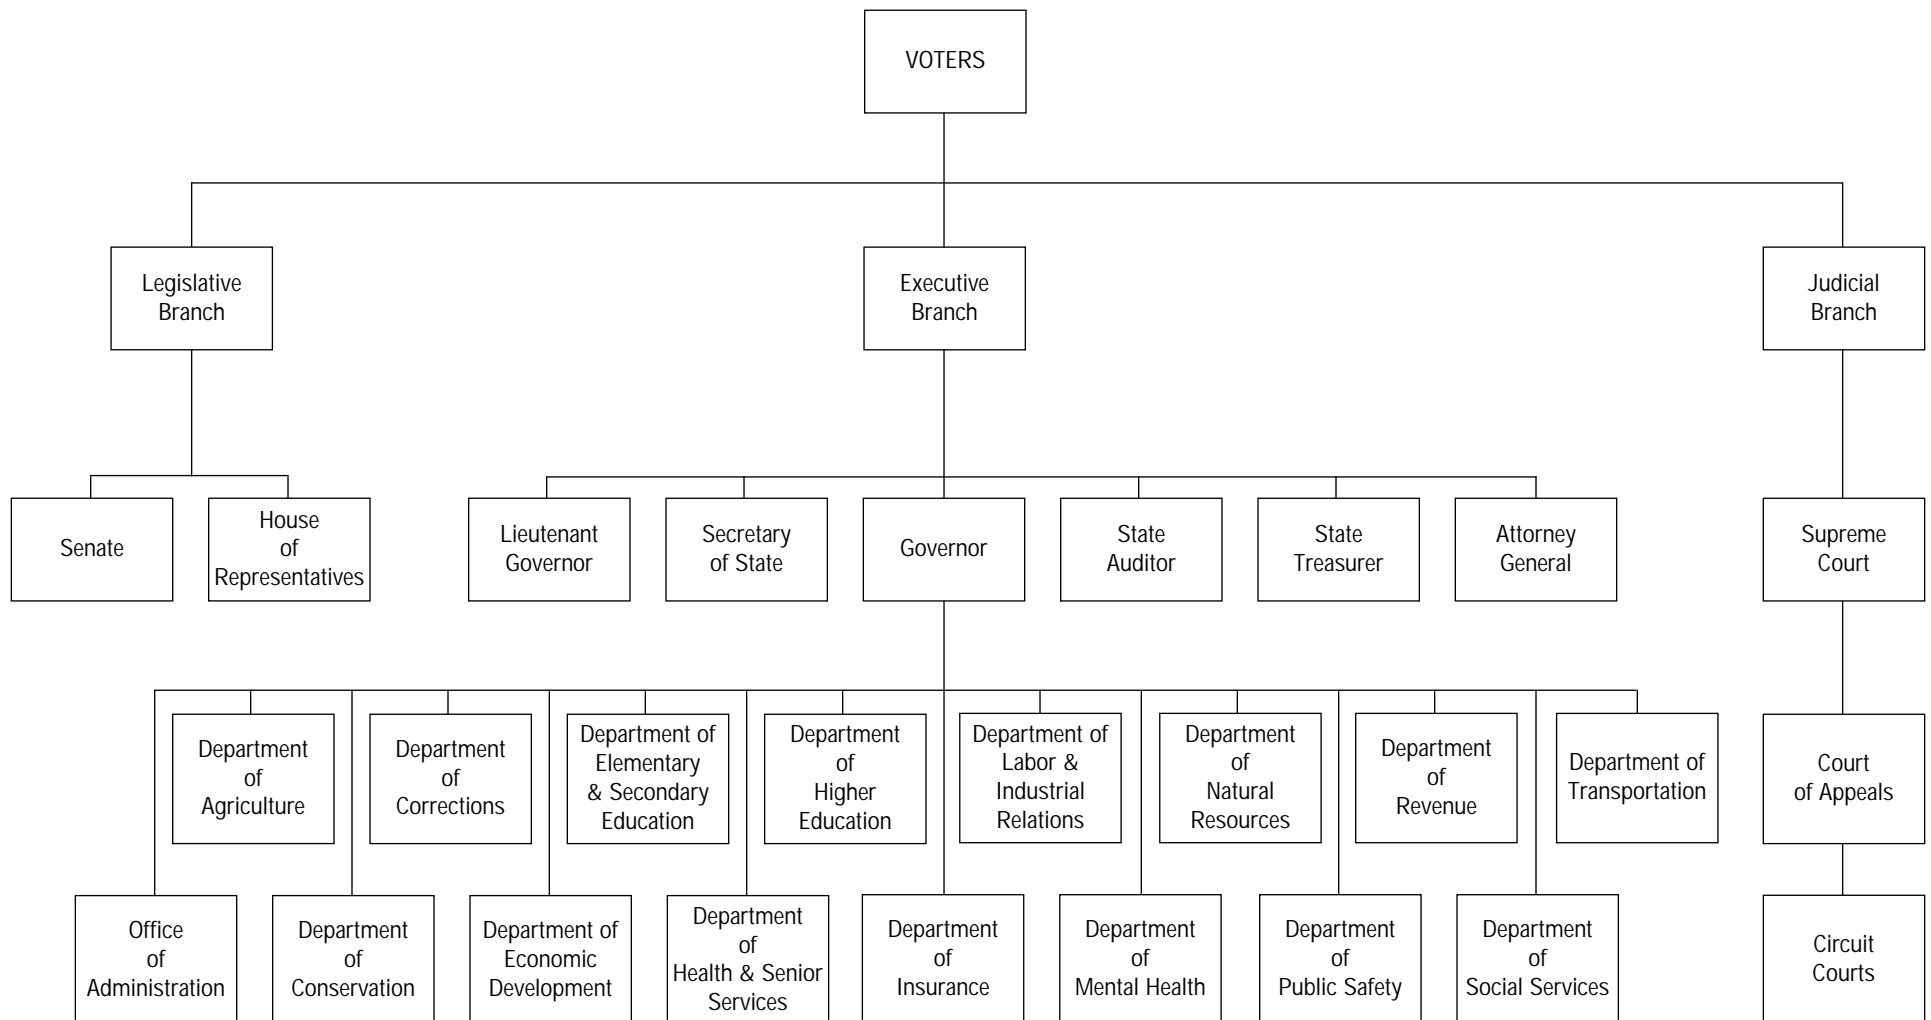 VOTERS
Legislative
Branch
Executive
Branch
Judicial
Branch
Senate
House
of
Representatives
Lieutenant
Governor
Secretary
of State
Governor
State
Auditor
State
Treasurer
Attorney
General
Supreme
Court
Department
of
Agriculture
Department
of
Corrections
Department of
Elementary
& Secondary
Education
Department
of
Higher
Education
Department of
Labor &
Industrial
Relations
Department
of
Natural
Resources
Department
of
Revenue
Department of
Transportation
Court
of Appeals
Office
of
Administration
Department
of
Conservation
Department of
Economic
Development
Department
of
Health & Senior
Services
Department
of
Insurance
Department
of
Mental Health
Department
of
Public Safety
Department
of
Social Services
Circuit
Courts